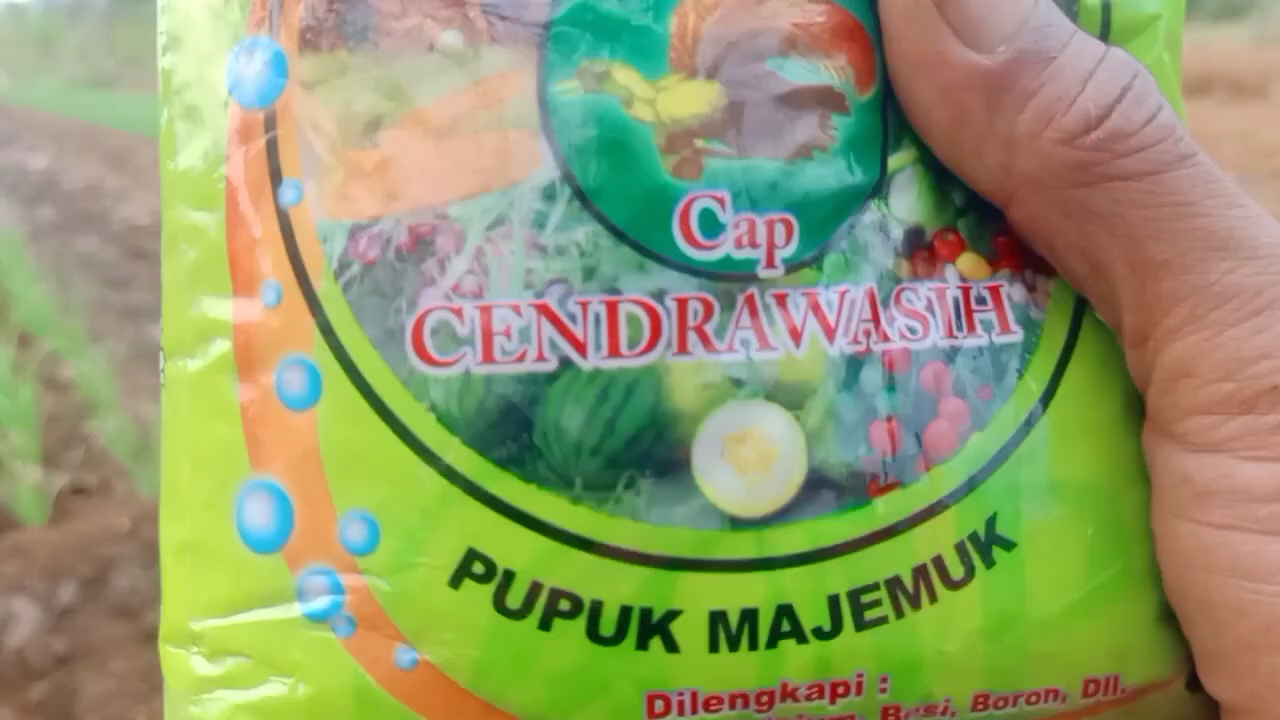 Cap
CENDRAWASIH
PUPUK MAJEMUK
Dilengkapi :
Besi, Boron, Dll.